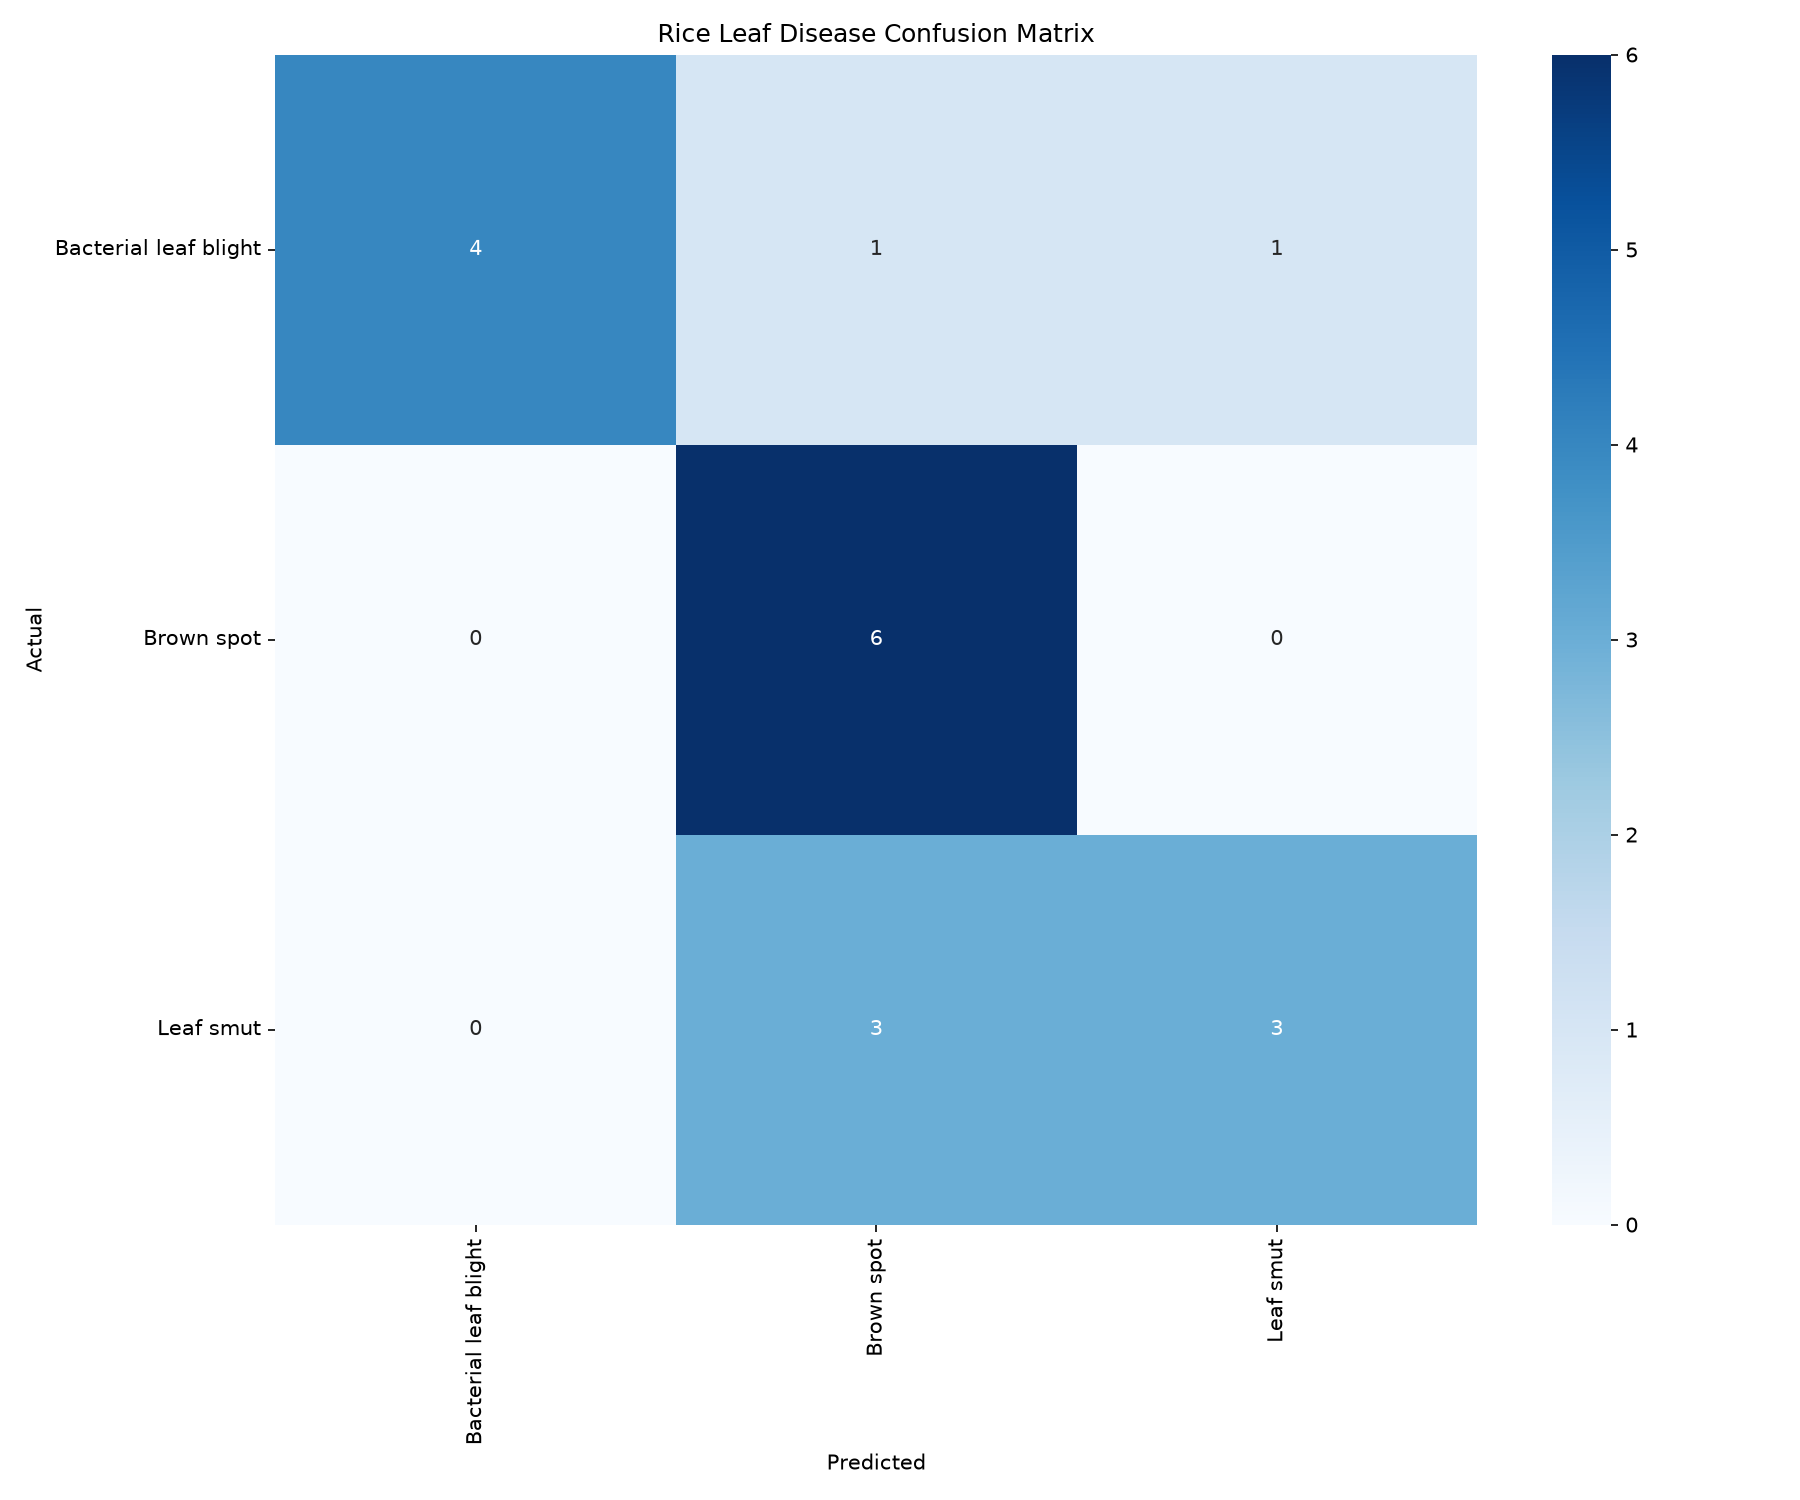 Rice Leaf Disease Confusion Matrix
Actual
Bacterial leaf blight
4 1 1
Brown spot
0 6 0
Leaf smut
0 3 3
Bacterial leaf blight
Brown spot
Leaf smut
Predicted
6
5
4
3
2
1
0